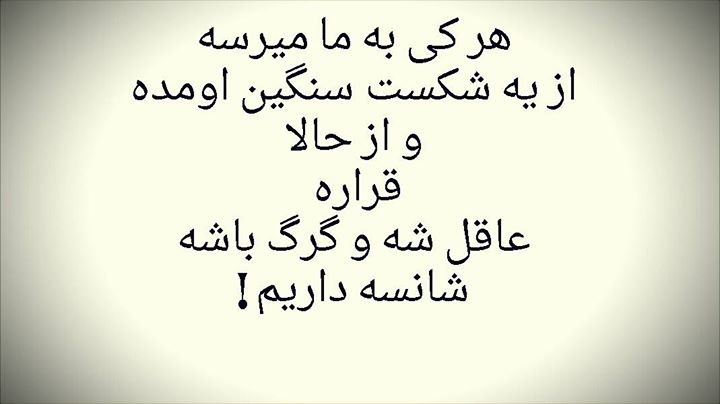 هر کی به ما میرسه
از یه شکست سنگین اومده
و از حالا
قراره
عاقل شه و گرگ باشه
شانسه داریم!